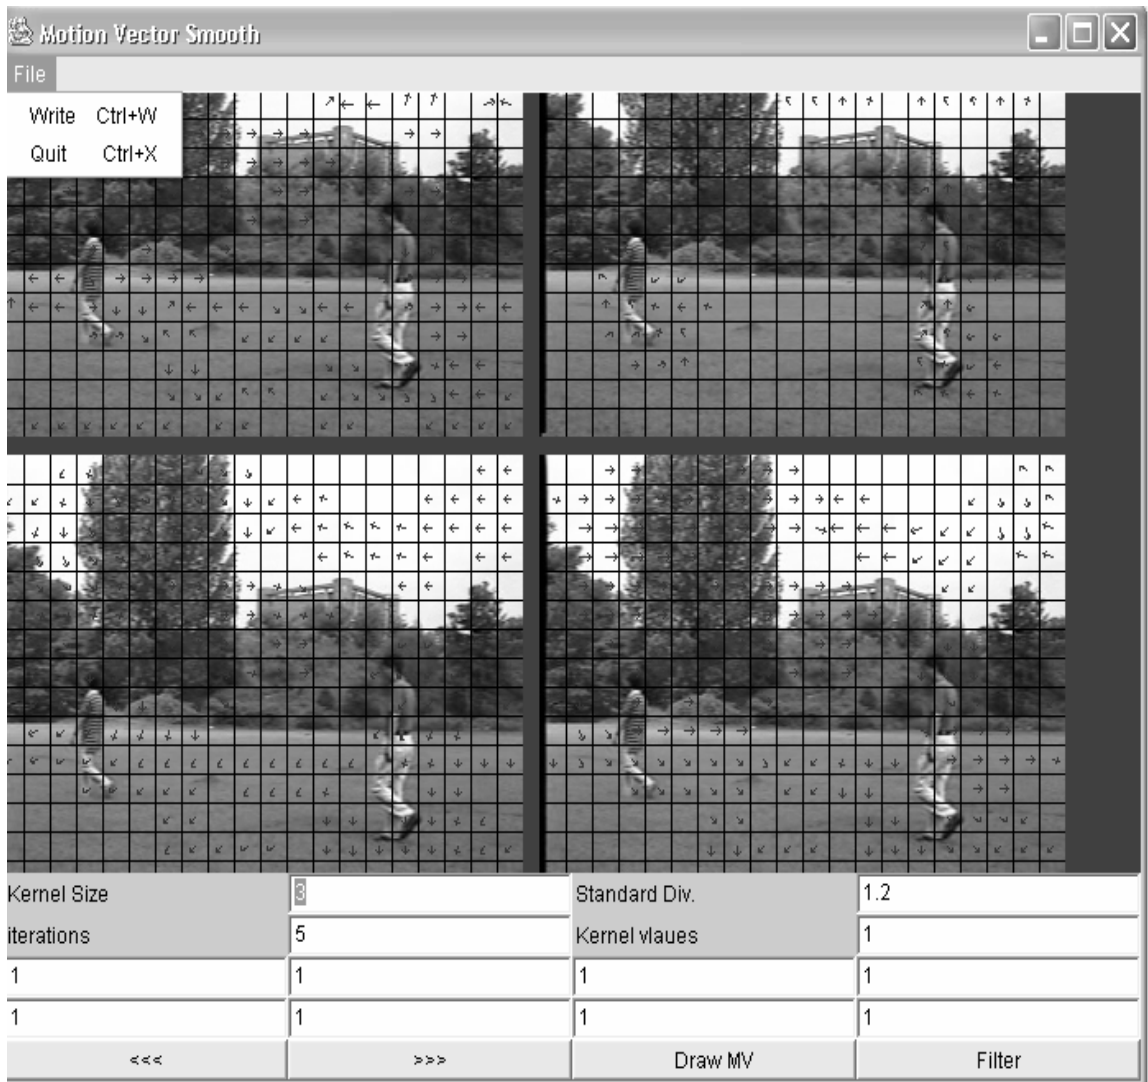 Motion Vector Smooth
File
Write Ctrl+W
Quit Ctrl+X
Kernel Size 3 Standard Div. 1.2
iterations 5 Kernel vlaues 1
1 1 1 1
1 1 1 1
<<< >>> Draw MV Filter